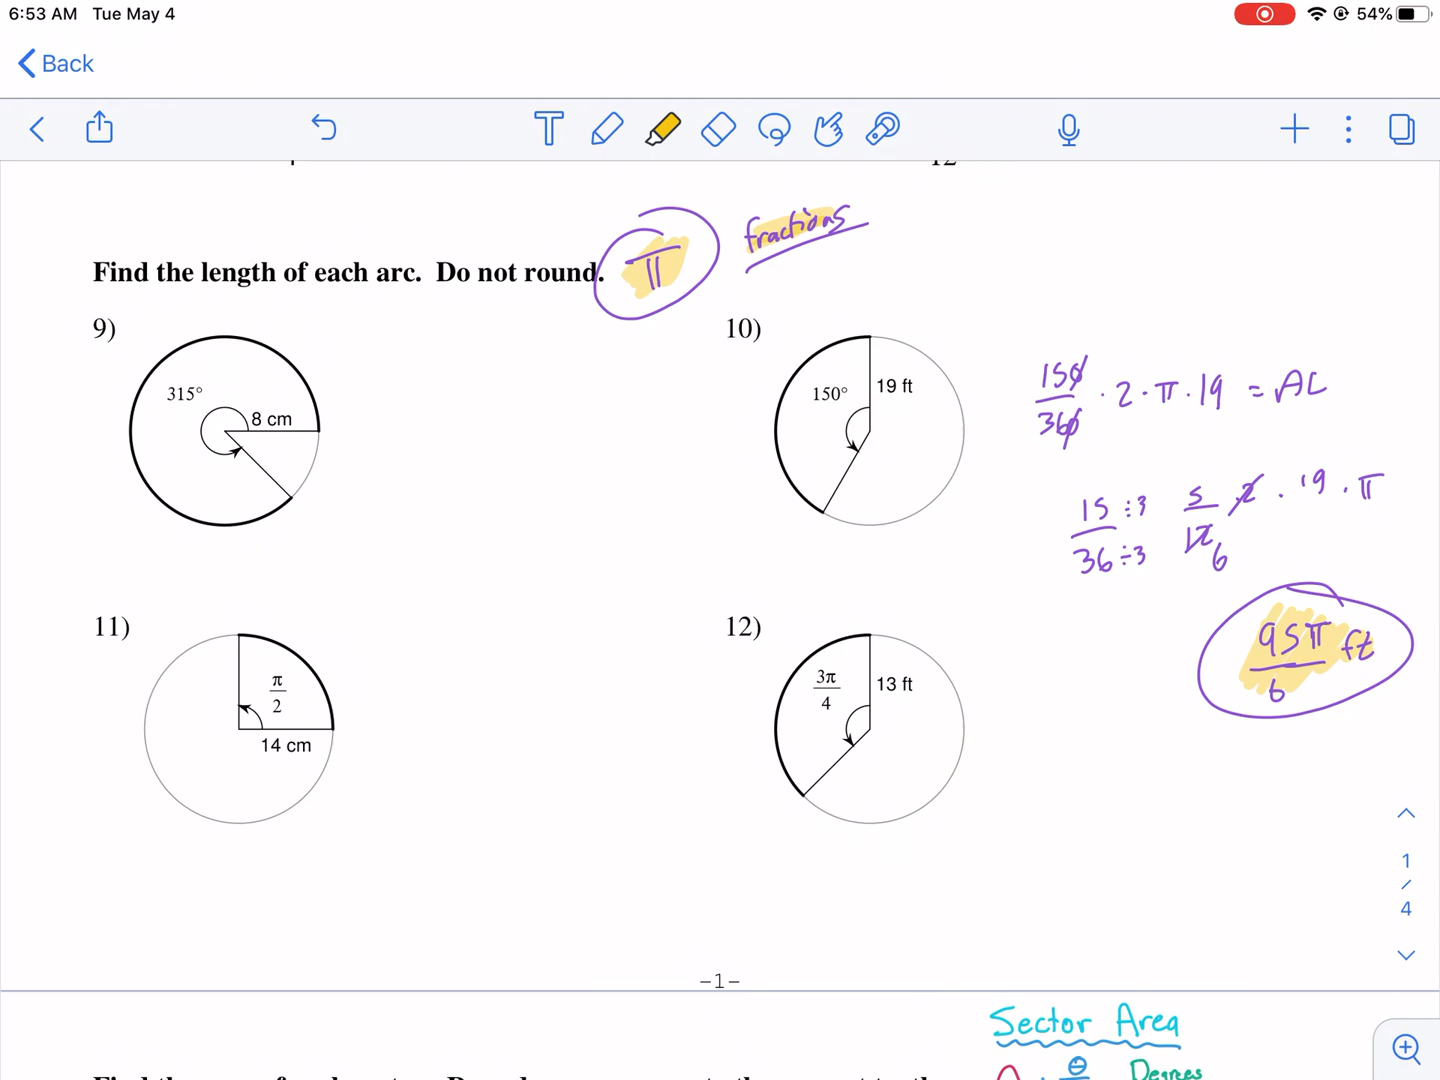 6:53 AM Tue May 4
54%
Back
12
Find the length of each arc. Do not round. π fractions
9)
315°
8 cm
10)
150°
19 ft
150/360 · 2 · π · 19 = AL
15 ÷3 / 36 ÷3 5/12 · 2 · 19 · π
6
95π/6 ft
11)
π/2
14 cm
12)
3π/4
13 ft
1
/
4
-1-
Sector Area
θ Degrees